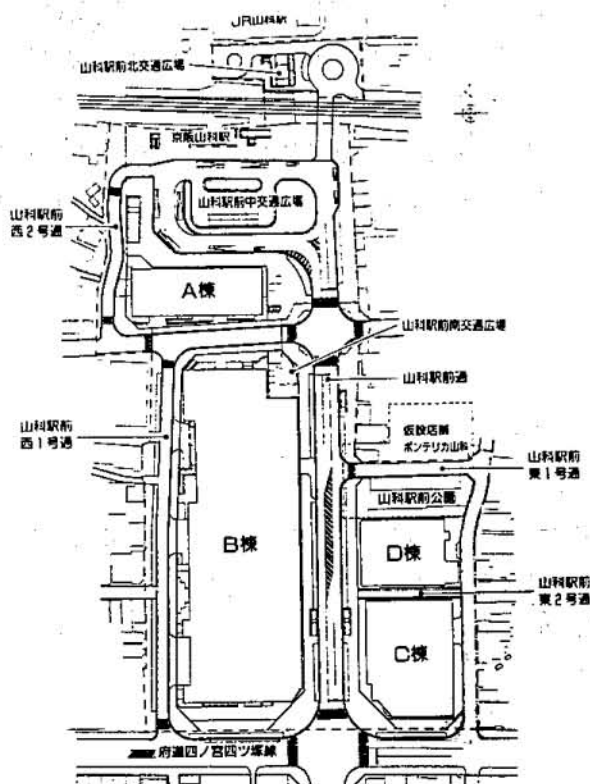 JR山科駅
山科駅前北交通広場
京阪山科駅
山科駅前中交通広場
山科駅前
西2号通
A棟
山科駅前南交通広場
山科駅前通
仮設店舗
ポンテリカ山科
山科駅前
西1号通
山科駅前
東1号通
山科駅前公園
B棟
D棟
山科駅前
東2号通
C棟
府道四ノ宮四ツ塚線